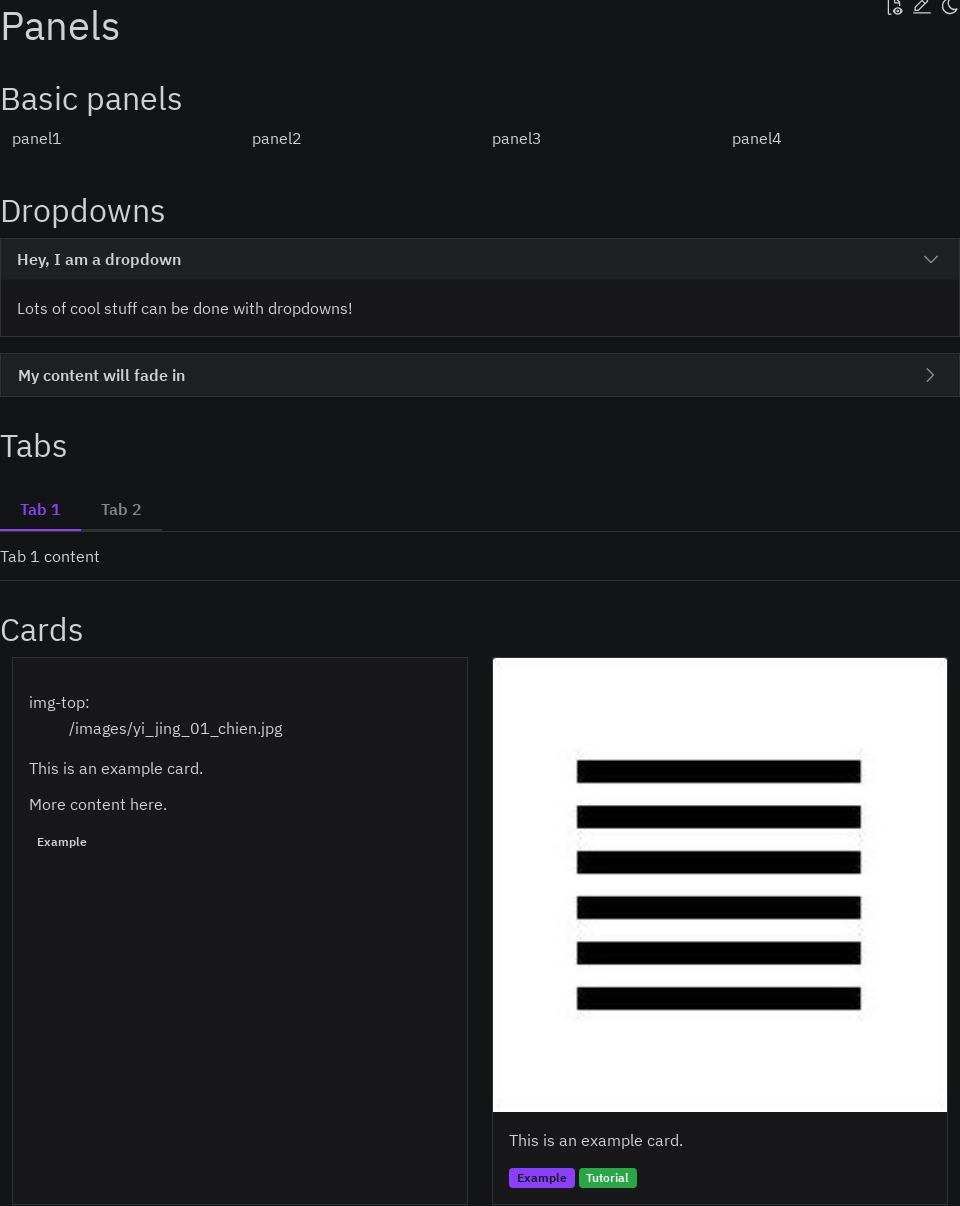 Panels
Basic panels
panel1 panel2 panel3 panel4
Dropdowns
Hey, I am a dropdown
Lots of cool stuff can be done with dropdowns!
My content will fade in
Tabs
Tab 1 Tab 2
Tab 1 content
Cards
img-top:
/images/yi_jing_01_chien.jpg
This is an example card.
More content here.
Example
This is an example card.
Example Tutorial